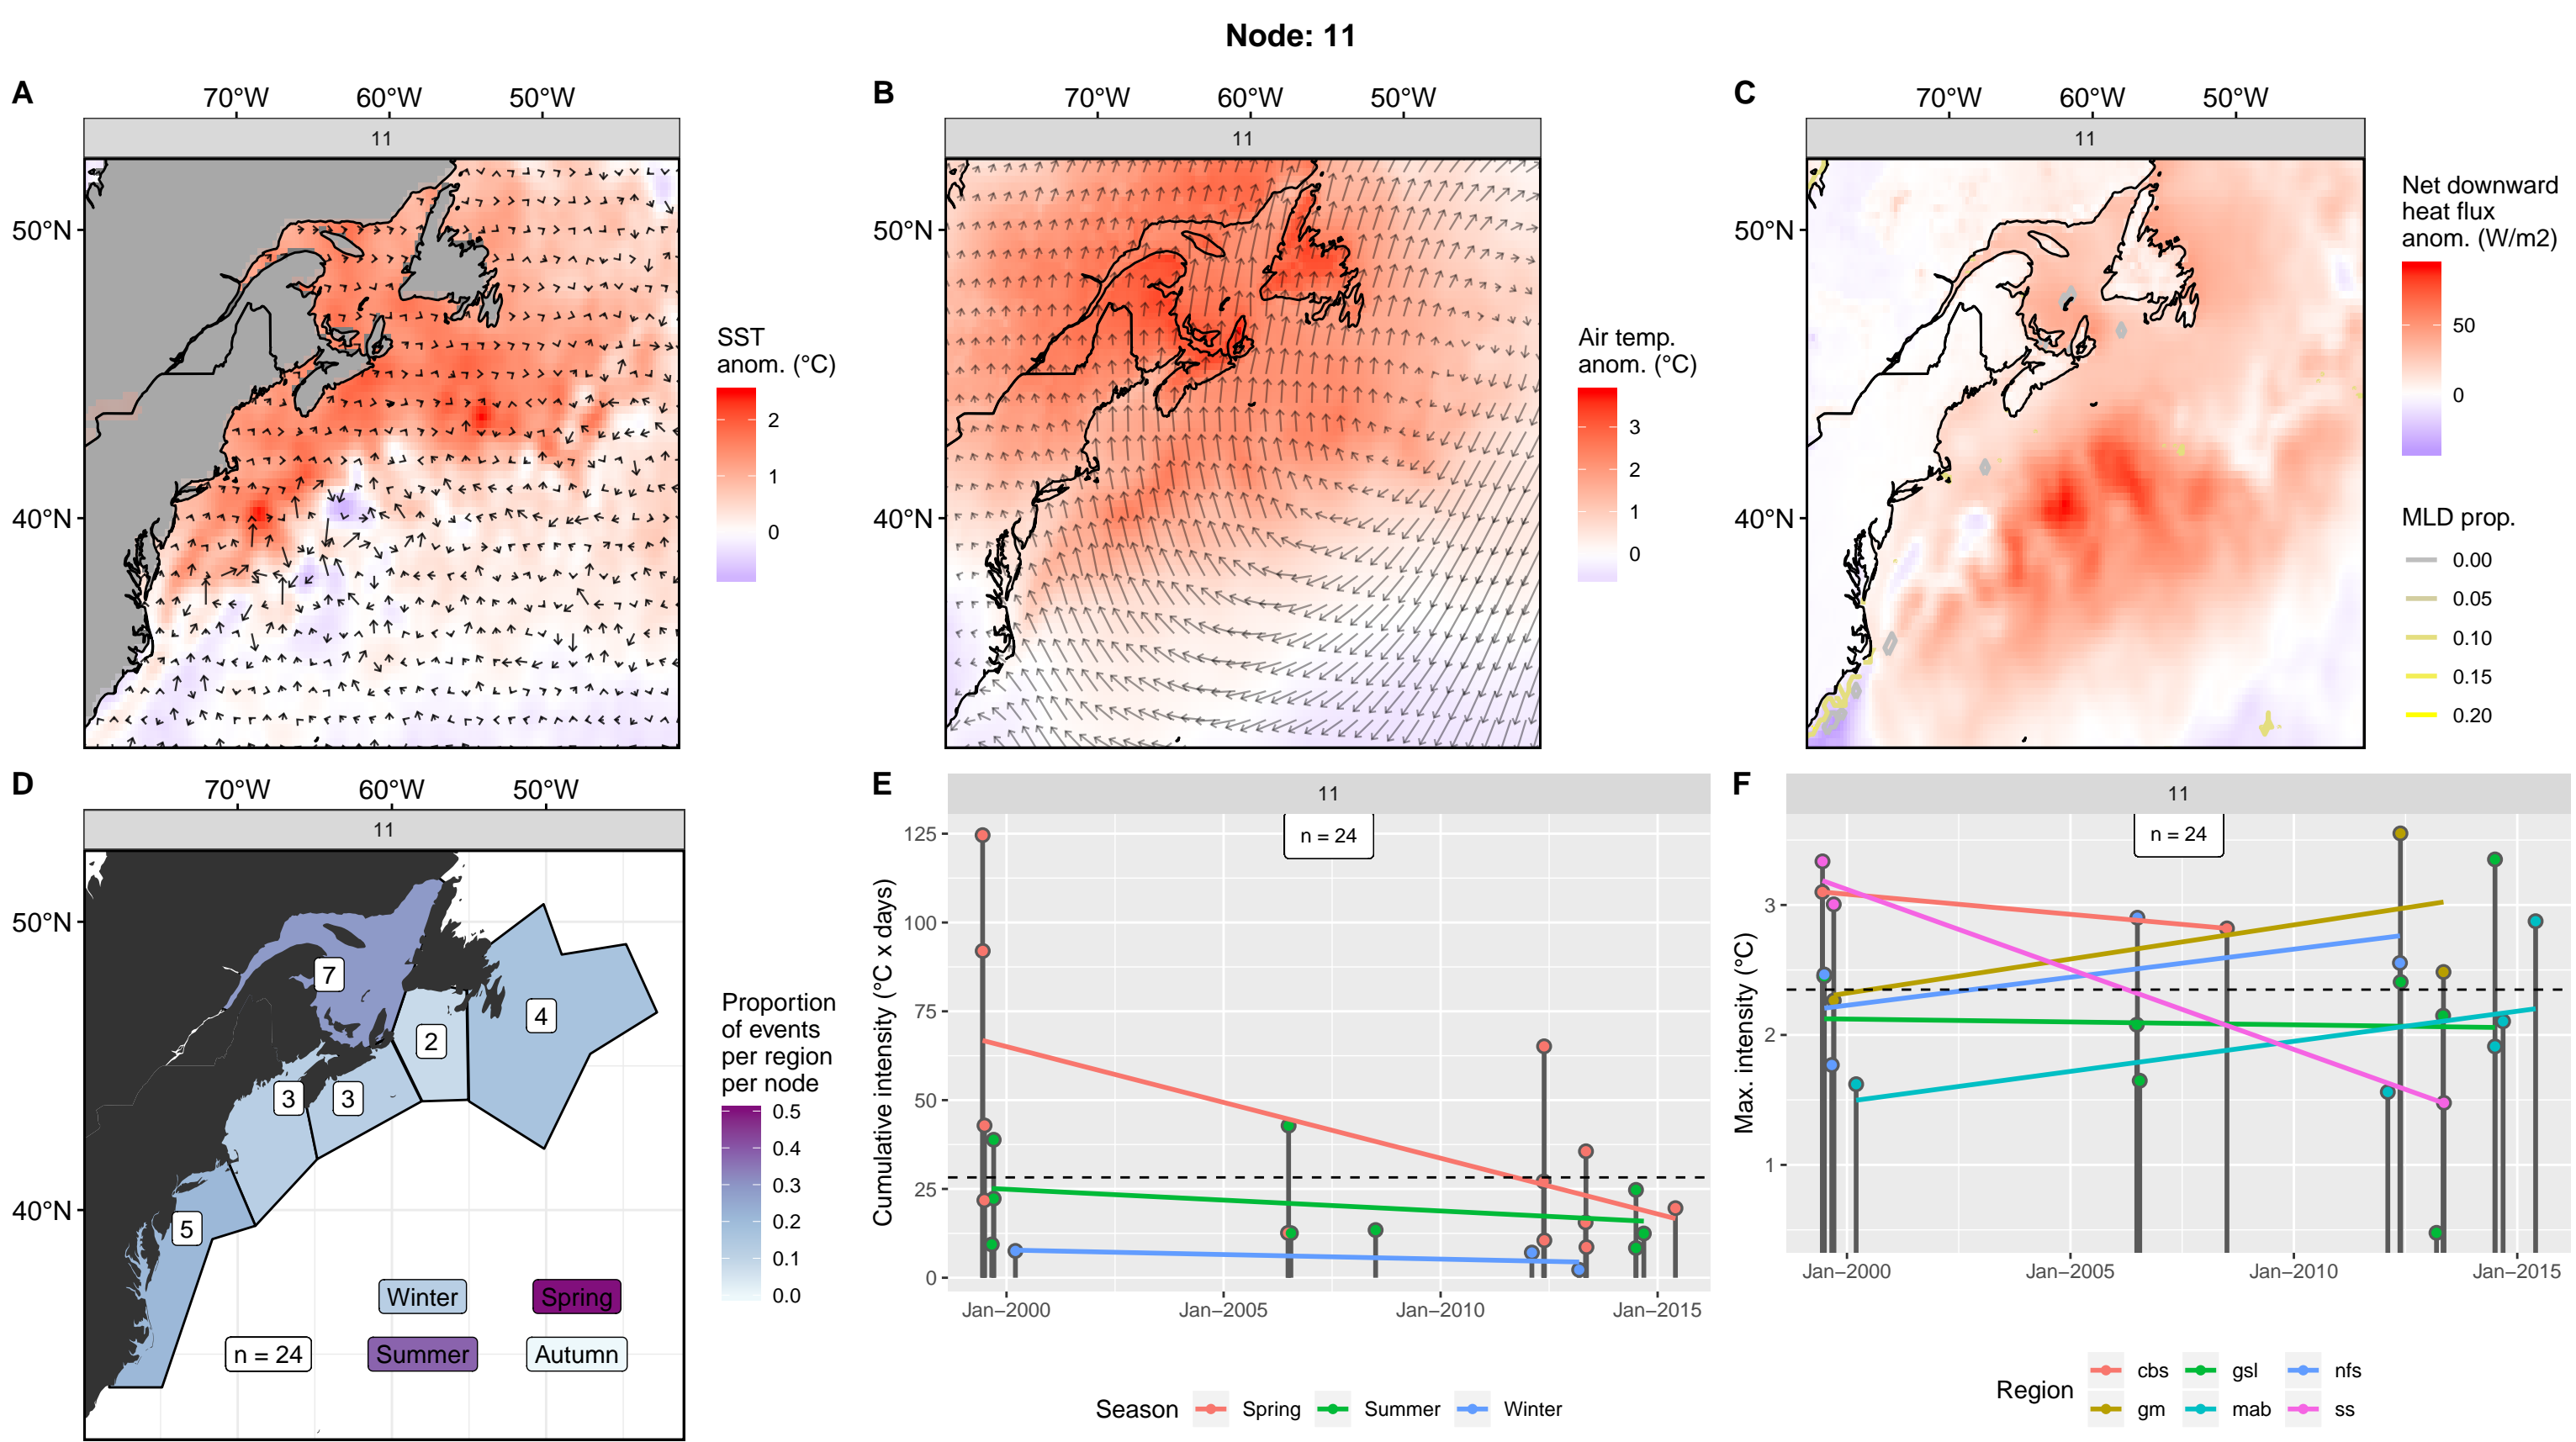 Node: 11
A
70°W 60°W 50°W
11
50°N
40°N
SST
anom. (°C)
2
1
0
B
70°W 60°W 50°W
11
50°N
40°N
Air temp.
anom. (°C)
3
2
1
0
C
70°W 60°W 50°W
11
50°N
40°N
Net downward
heat flux
anom. (W/m2)
50
0
MLD prop.
0.00
0.05
0.10
0.15
0.20
D
70°W 60°W 50°W
11
50°N
40°N
7
2
4
3
3
5
Winter
Spring
n = 24
Summer
Autumn
Proportion
of events
per region
per node
0.5
0.4
0.3
0.2
0.1
0.0
E
11
n = 24
Cumulative intensity (°C x days)
125
100
75
50
25
0
Jan−2000 Jan−2005 Jan−2010 Jan−2015
Season Spring Summer Winter
F
11
n = 24
Max. intensity (°C)
3
2
1
Jan−2000 Jan−2005 Jan−2010 Jan−2015
Region
cbs gsl nfs
gm mab ss